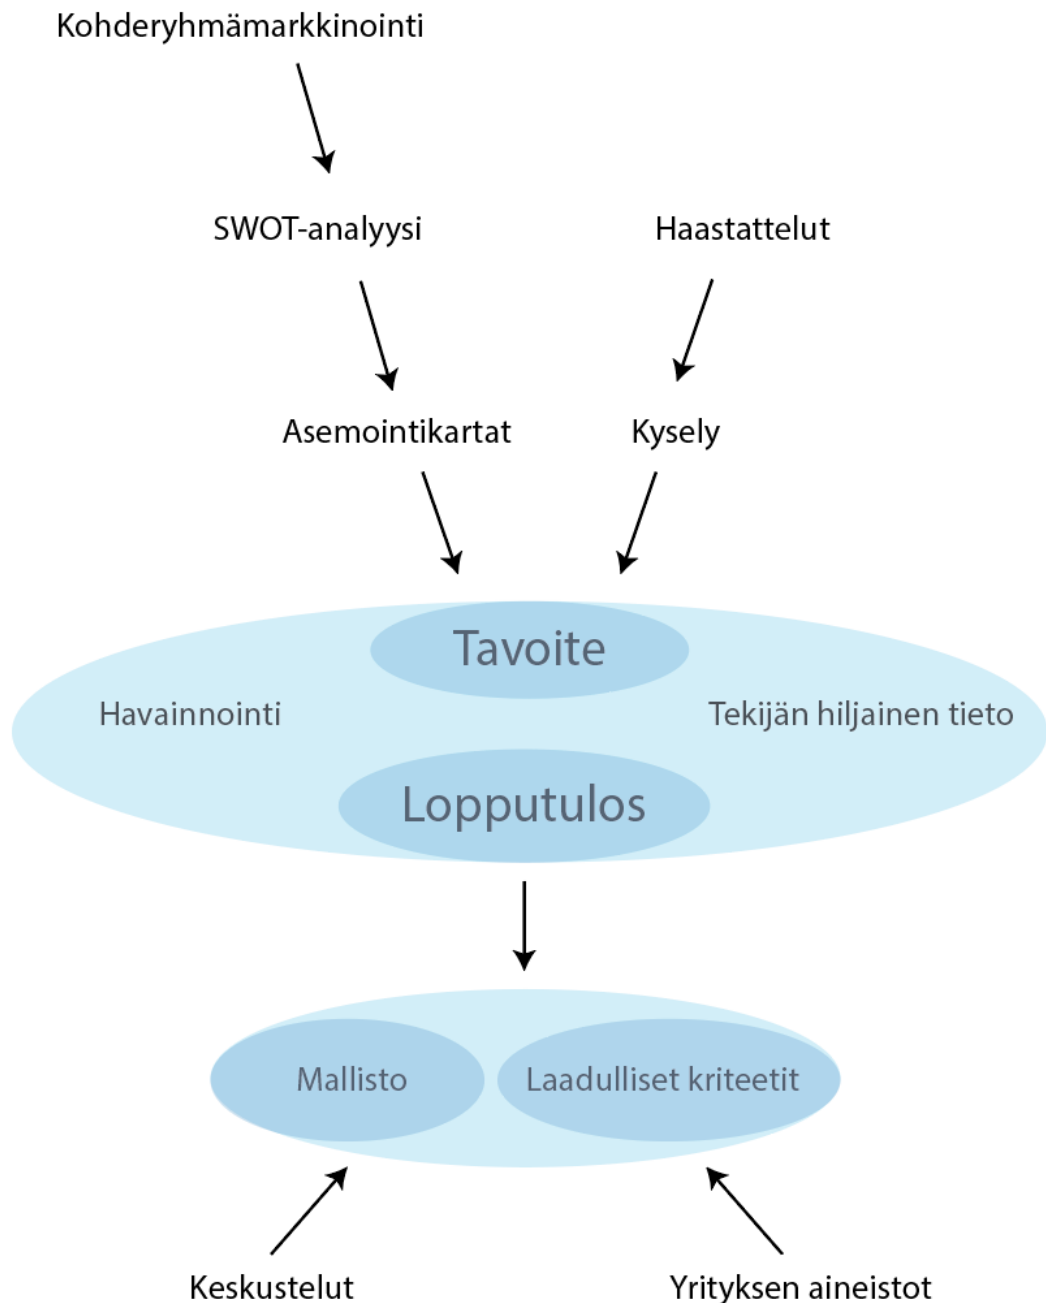 Kohderyhmämarkkinointi
SWOT-analyysi
Haastattelut
Asemointikartat
Kysely
Tavoite
Havainnointi
Tekijän hiljainen tieto
Lopputulos
Mallisto
Laadulliset kriteetit
Keskustelut
Yrityksen aineistot